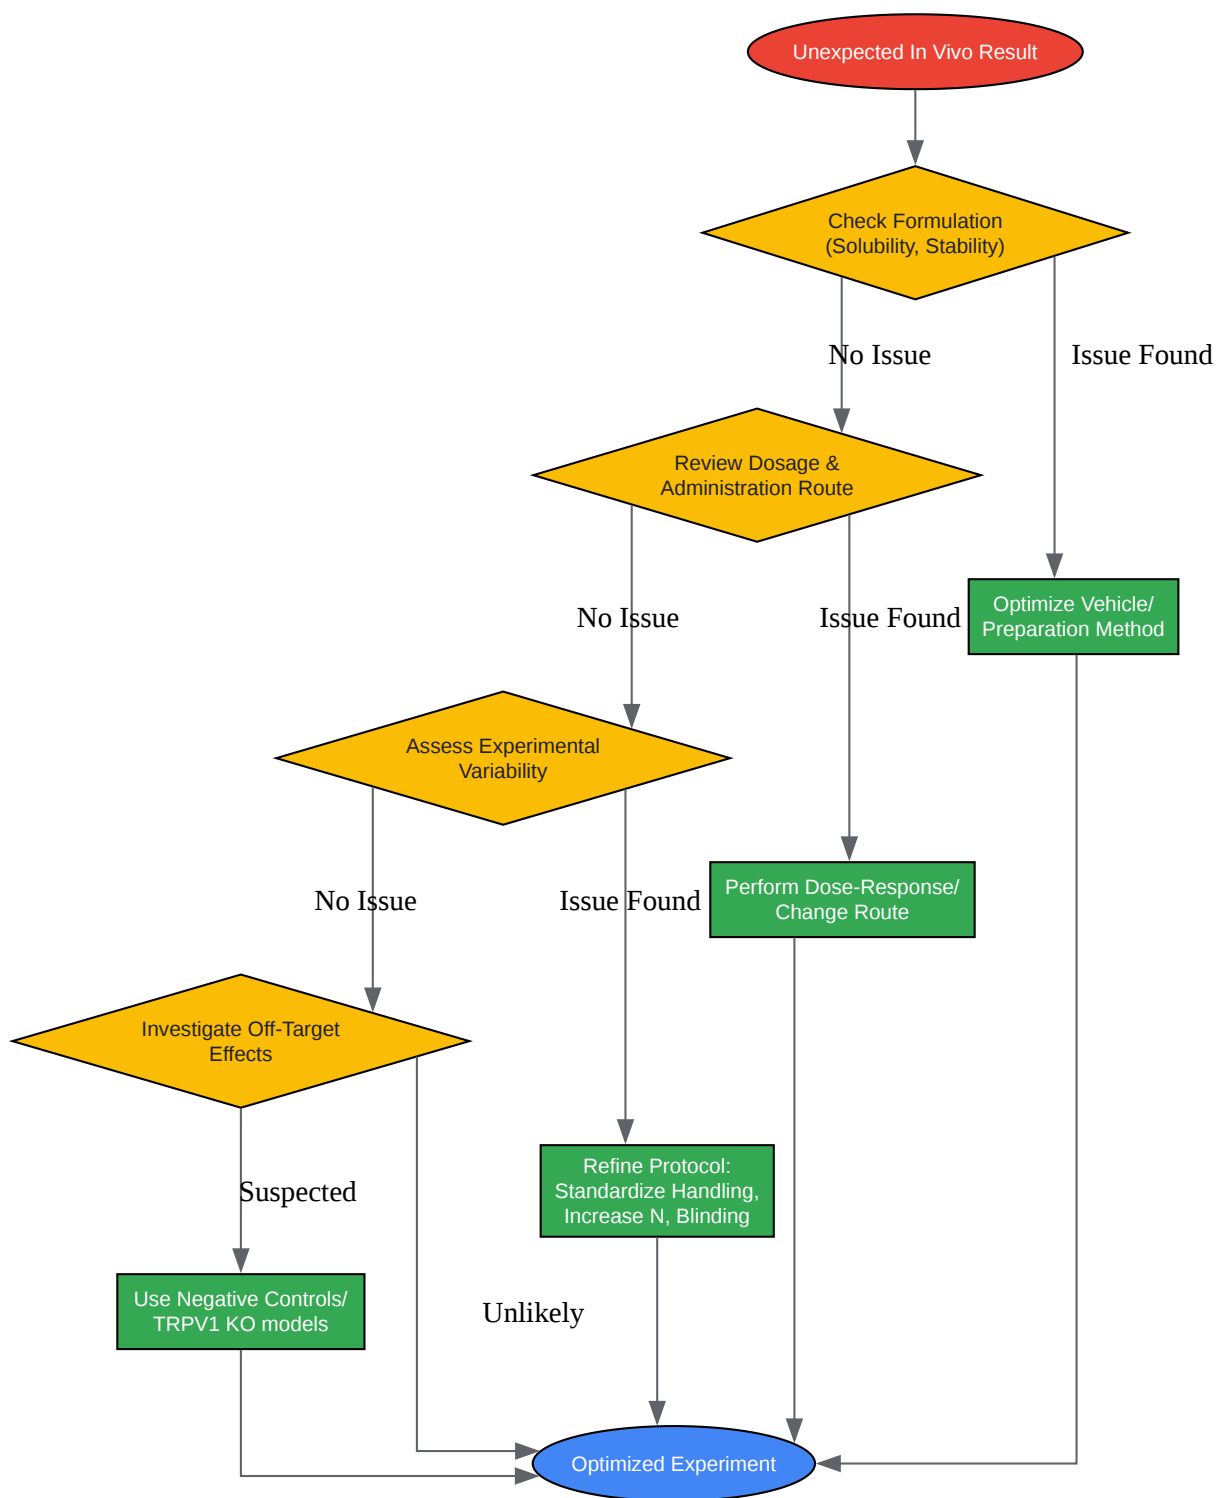 Unexpected In Vivo Result
Check Formulation
(Solubility, Stability)
No Issue
Issue Found
Review Dosage &
Administration Route
No Issue
Issue Found
Optimize Vehicle/
Preparation Method
Assess Experimental
Variability
No Issue
Issue Found
Perform Dose-Response/
Change Route
Investigate Off-Target
Effects
Suspected
Refine Protocol:
Standardize Handling,
Increase N, Blinding
Use Negative Controls/
TRPV1 KO models
Unlikely
Optimized Experiment